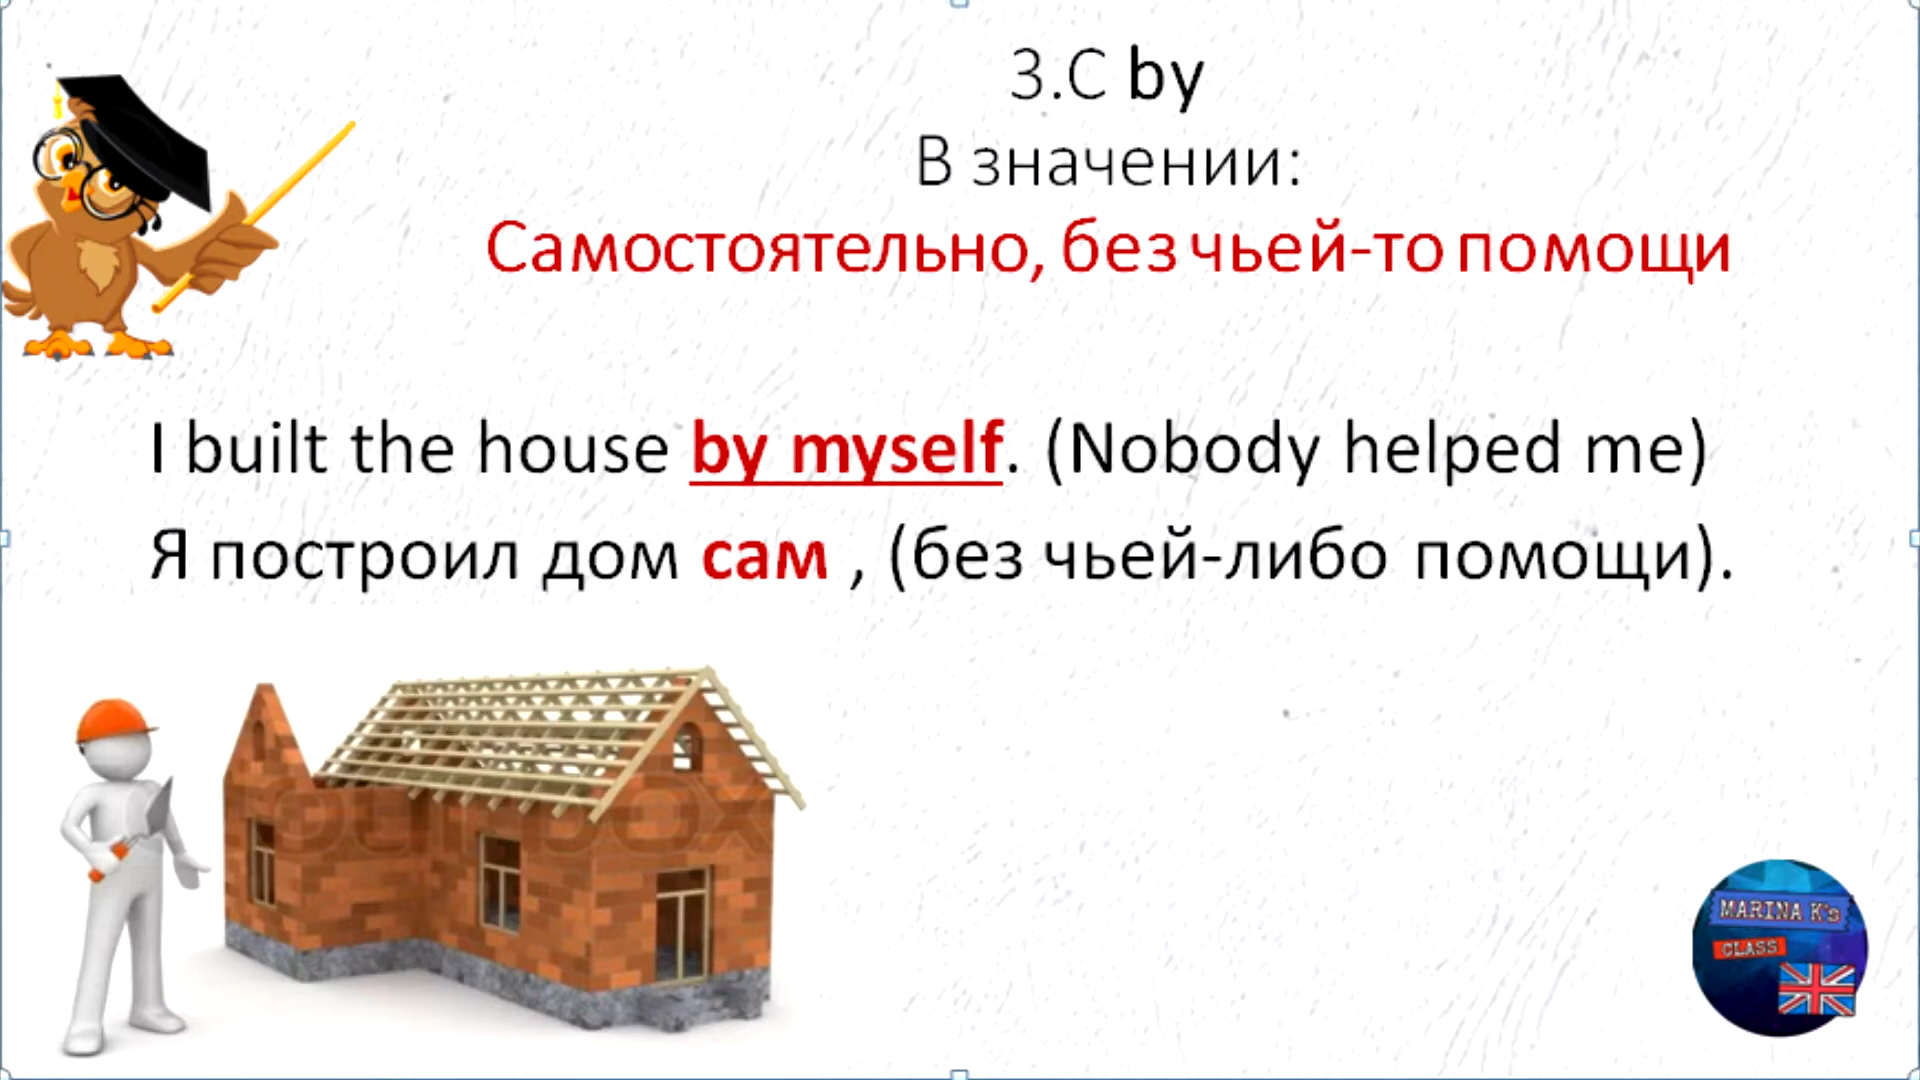 3.С by
В значении:
Самостоятельно, без чьей-то помощи
I built the house by myself. (Nobody helped me)
Я построил дом сам , (без чьей-либо помощи).
MARINA K's
CLASS